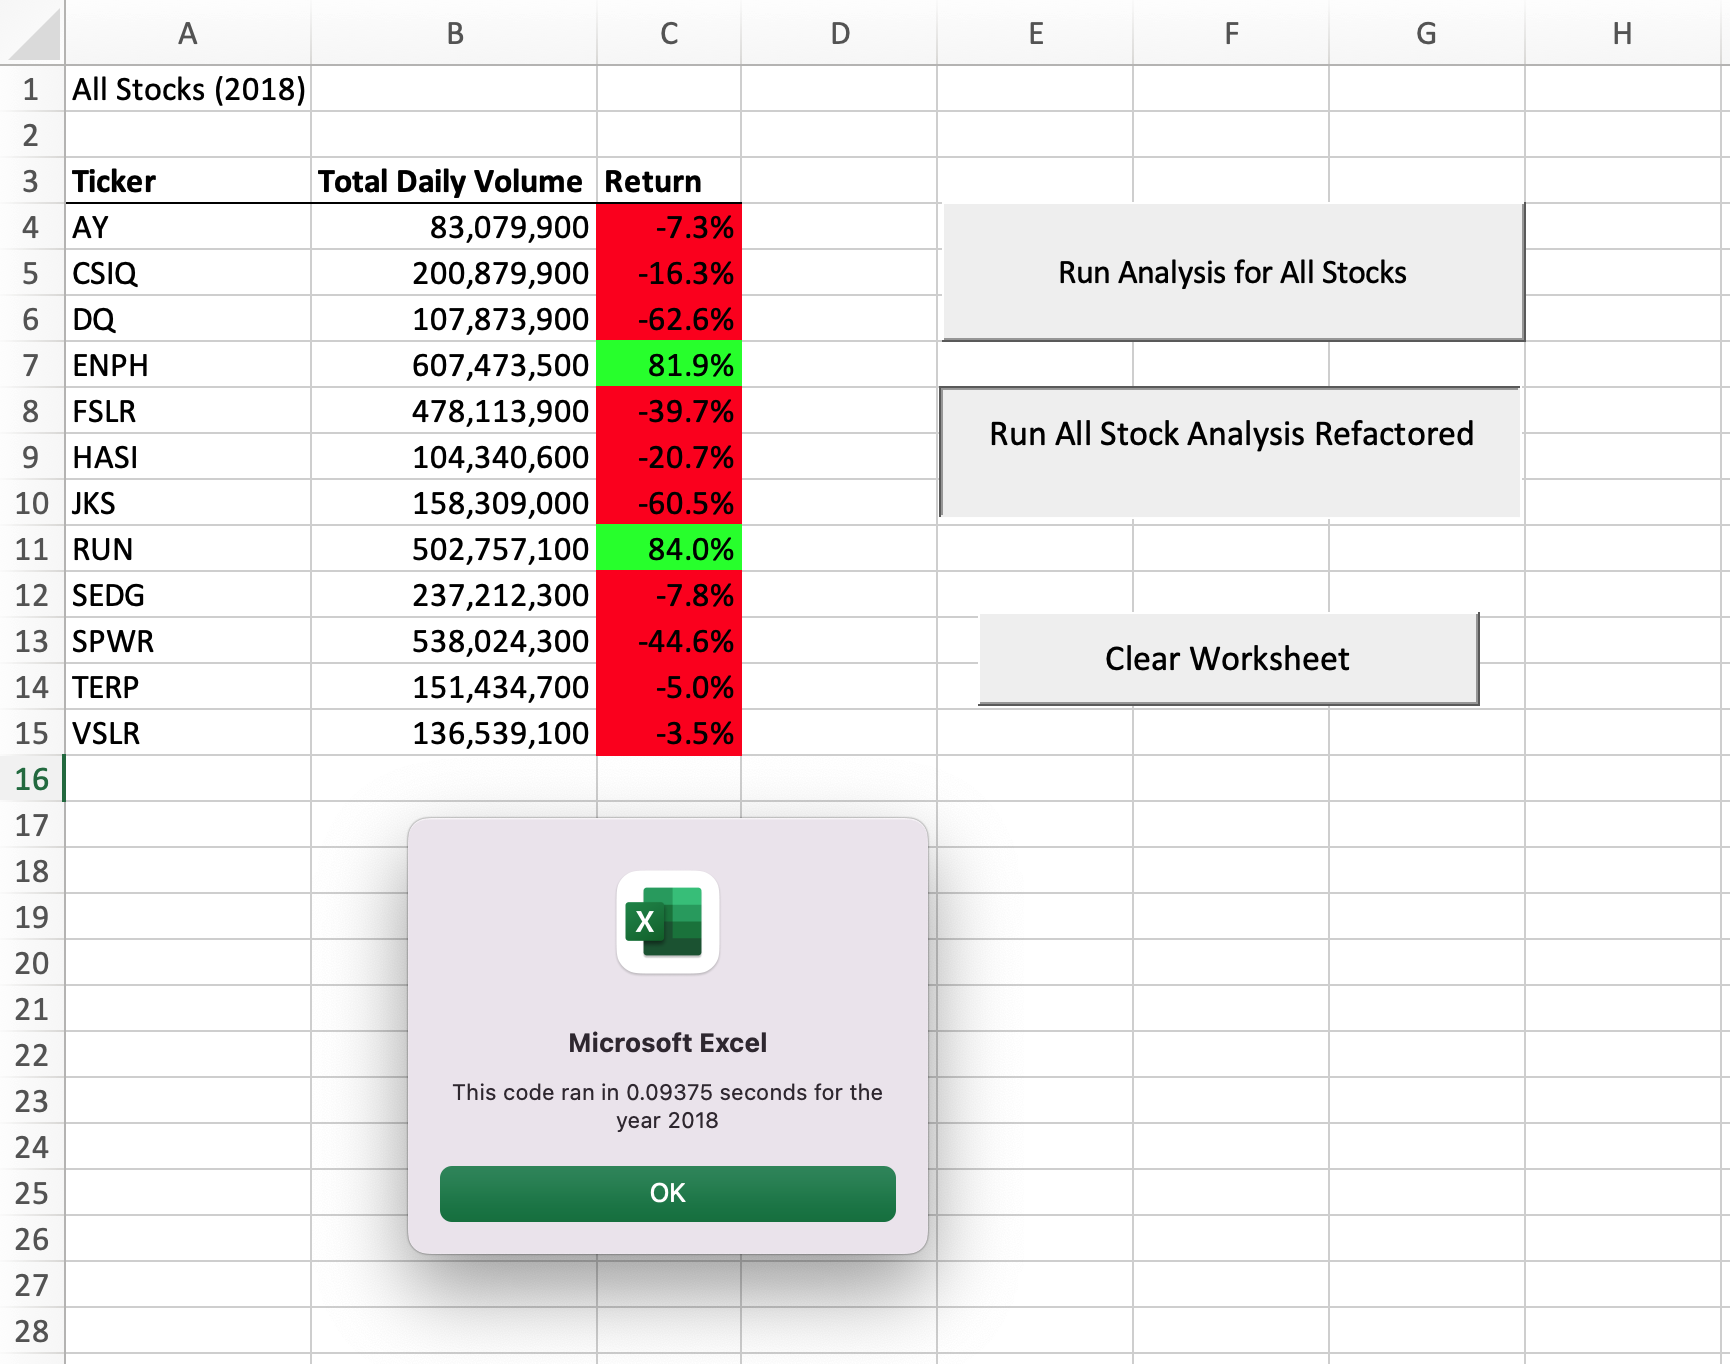 A B C D E F G H
1 All Stocks (2018)
2
3 Ticker Total Daily Volume Return
4 AY 83,079,900 -7.3%
5 CSIQ 200,879,900 -16.3%
Run Analysis for All Stocks
6 DQ 107,873,900 -62.6%
7 ENPH 607,473,500 81.9%
8 FSLR 478,113,900 -39.7%
Run All Stock Analysis Refactored
9 HASI 104,340,600 -20.7%
10 JKS 158,309,000 -60.5%
11 RUN 502,757,100 84.0%
12 SEDG 237,212,300 -7.8%
13 SPWR 538,024,300 -44.6%
Clear Worksheet
14 TERP 151,434,700 -5.0%
15 VSLR 136,539,100 -3.5%
16
17
18
19
20
21
22
23
24
25
26
27
28
X
Microsoft Excel
This code ran in 0.09375 seconds for the
year 2018
OK